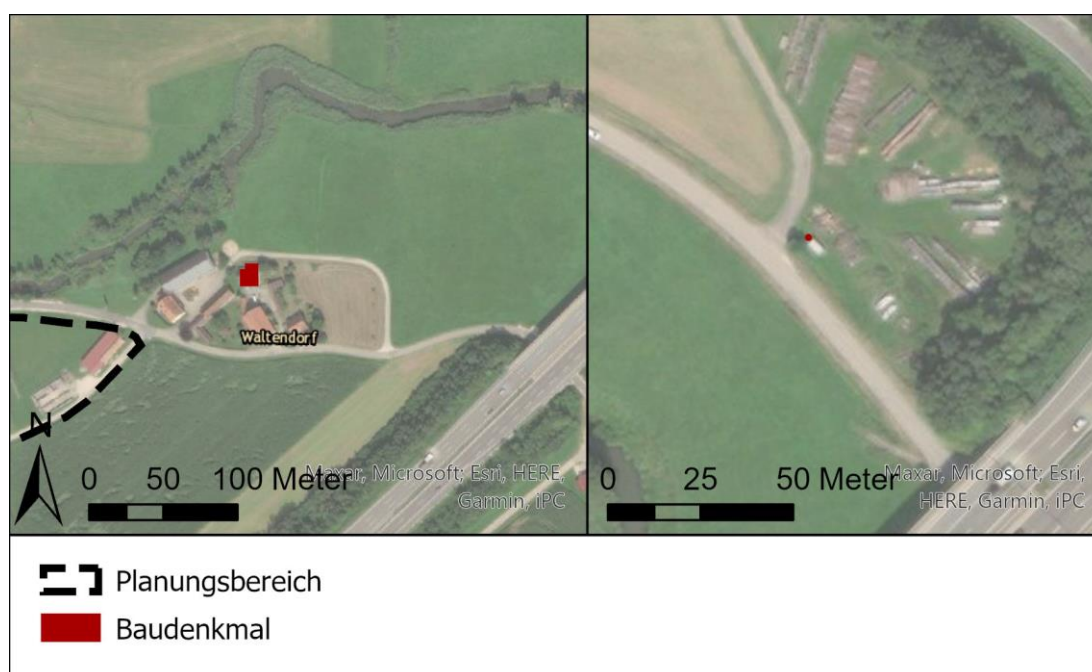 Waltendorf
N
0 50 100 Meter
Maxar, Microsoft; Esri, HERE,
Garmin, iPC
0 25 50 Meter
Maxar, Microsoft; Esri,
HERE, Garmin, iPC
Planungsbereich
Baudenkmal